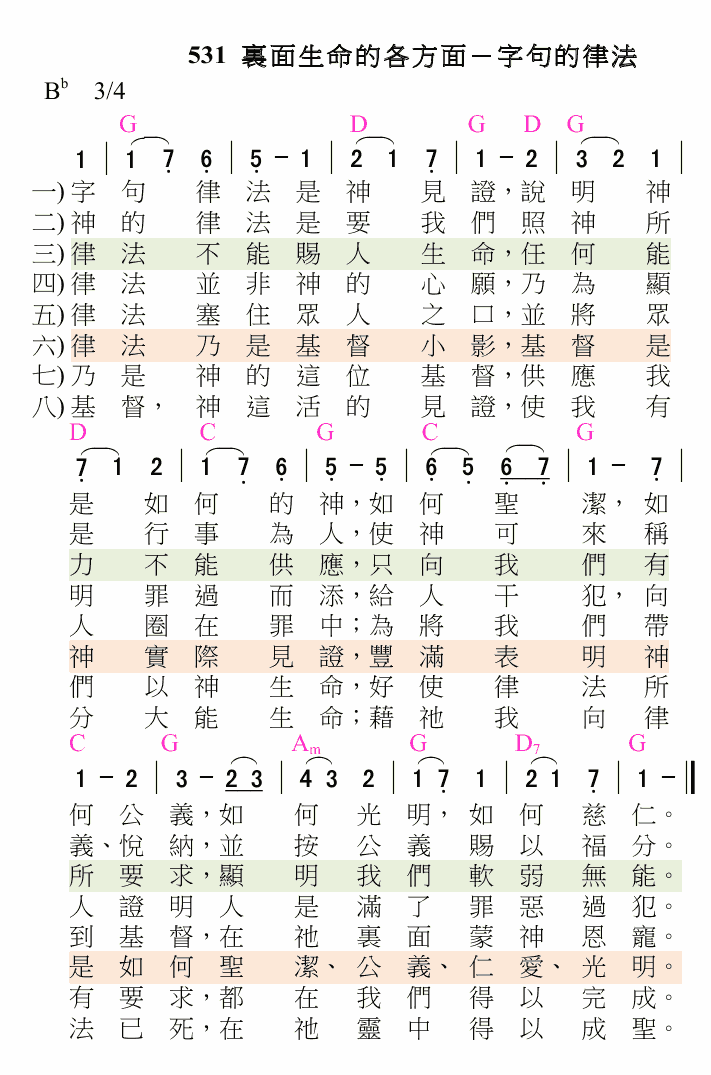 531 裏面生命的各方面－字句的律法
Bb 3/4
G D G D G
1 | 1 7 6 | 5 - 1 | 2 1 7 | 1 - 2 | 3 2 1 |
一) 字句律法是神見證，說明神
二) 神的律法是要我們照神所
三) 律法不能賜人生命，任何能
四) 律法並非神的心願，乃為顯
五) 律法塞住眾人之口，並將眾
六) 律法乃是基督小影，基督是
七) 乃是神的這位基督，供應我
八) 基督，神這活的見證，使我有
D C G C G
7 1 2 | 1 7 6 | 5 - 5 | 6 5 6 7 | 1 - 7 |
是如何的神，如何聖潔，如
是行事為人，使神可來稱
力不能供應，只向我們有
明罪過而添，給人干犯，向
人圈在罪中；為將我們帶
神實際見證，豐滿表明神
們以神生命，好使律法所
分大能生命；藉祂我向律
C G Am G D7 G
1 - 2 | 3 - 2 3 | 4 3 2 | 1 7 1 | 2 1 7 | 1 - ‖
何公義，如何光明，如何慈仁。
義、悅納，並按公義賜以福分。
所要求，顯明我們軟弱無能。
人證明人是滿了罪惡過犯。
到基督，在祂裏面蒙神恩寵。
是如何聖潔、公義、仁愛、光明。
有要求，都在我們得以完成。
法已死，在祂靈中得以成聖。